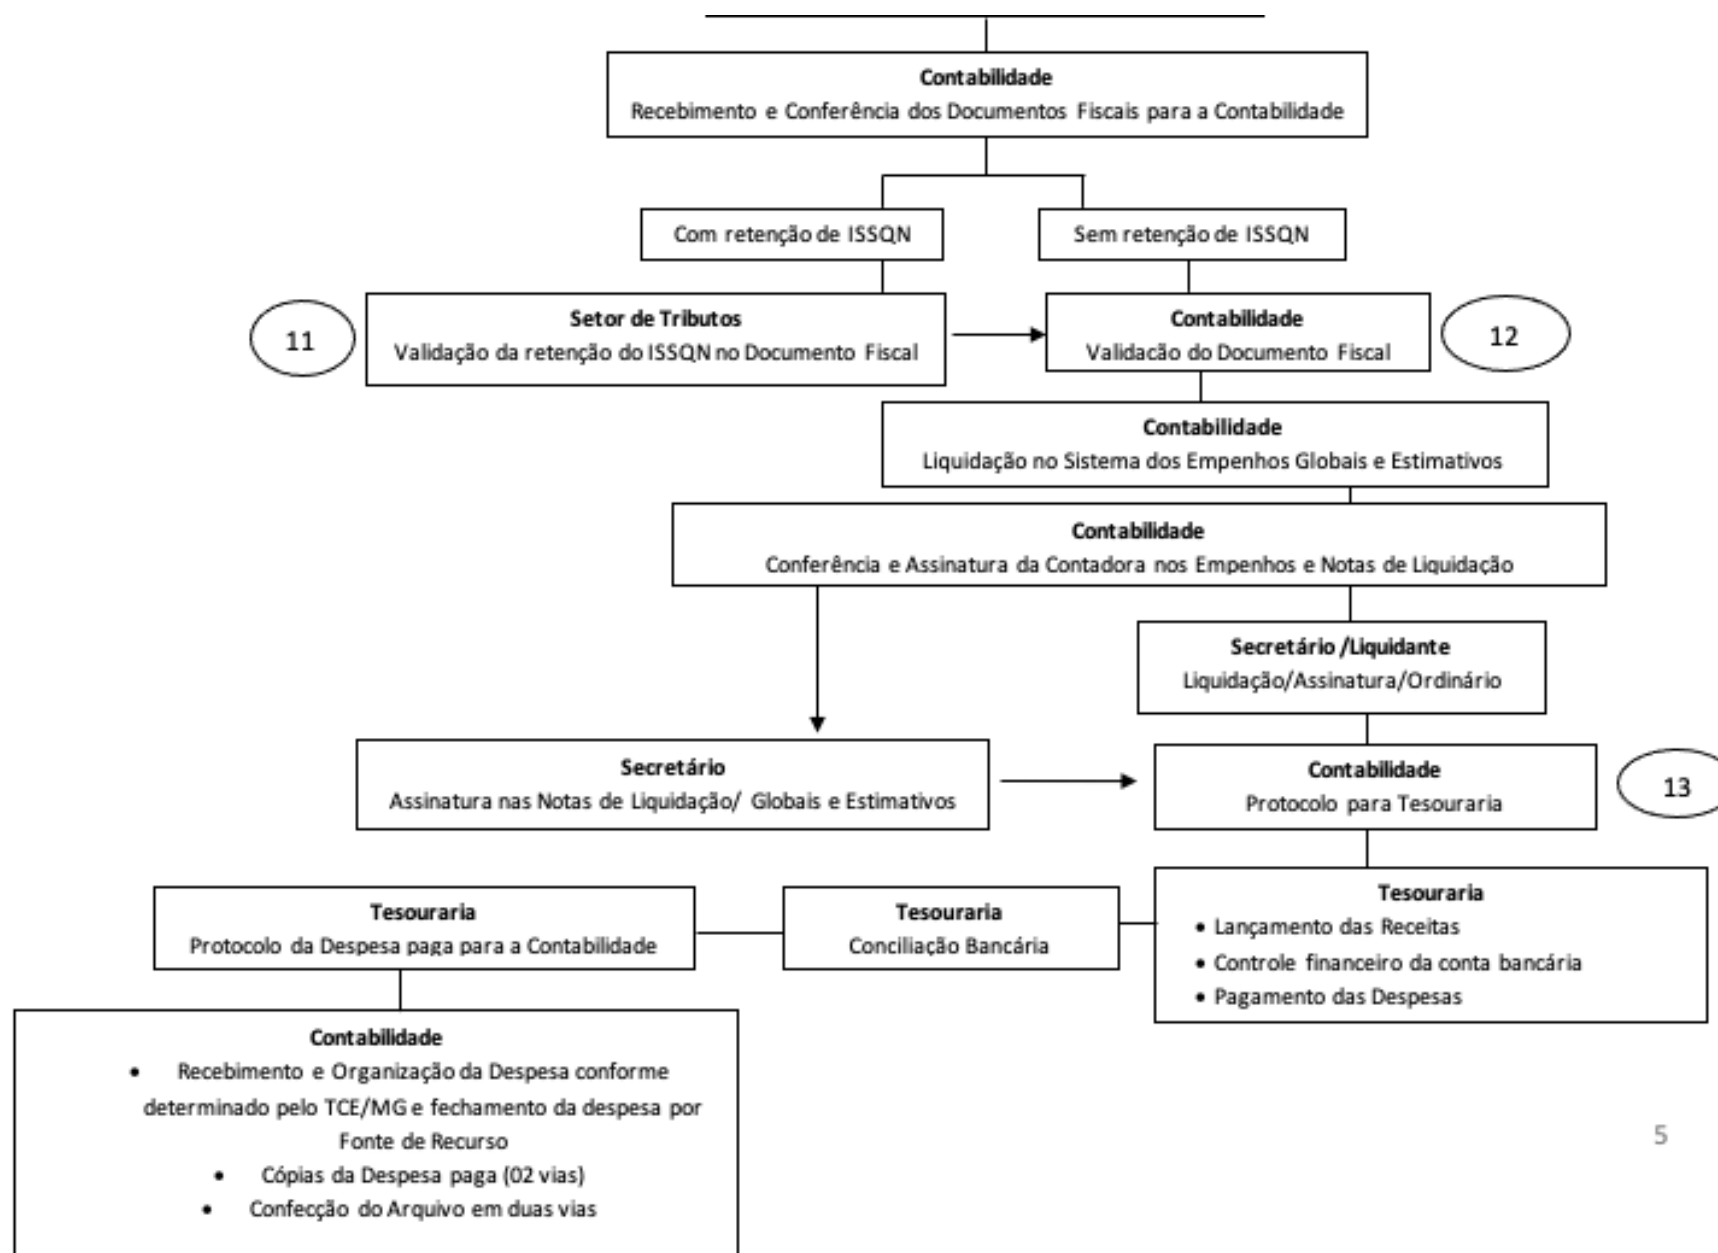 Contabilidade
Recebimento e Conferência dos Documentos Fiscais para a Contabilidade
Com retenção de ISSQN
Sem retenção de ISSQN
11
Setor de Tributos
Validação da retenção do ISSQN no Documento Fiscal
Contabilidade
Validacão do Documento Fiscal
12
Contabilidade
Liquidação no Sistema dos Empenhos Globais e Estimativos
Contabilidade
Conferência e Assinatura da Contadora nos Empenhos e Notas de Liquidação
Secretário /Liquidante
Liquidação/Assinatura/Ordinário
Secretário
Assinatura nas Notas de Liquidação/ Globais e Estimativos
Contabilidade
Protocolo para Tesouraria
13
Tesouraria
Protocolo da Despesa paga para a Contabilidade
Tesouraria
Conciliação Bancária
Tesouraria
• Lançamento das Receitas
• Controle financeiro da conta bancária
• Pagamento das Despesas
Contabilidade
• Recebimento e Organização da Despesa conforme
determinado pelo TCE/MG e fechamento da despesa por
Fonte de Recurso
• Cópias da Despesa paga (02 vias)
• Confecção do Arquivo em duas vias
5